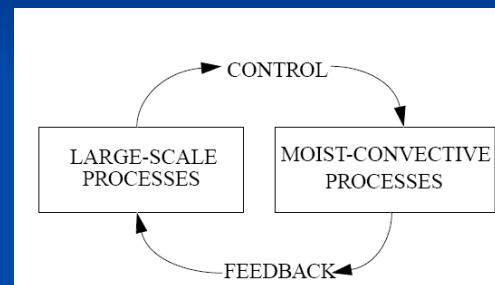 CONTROL
LARGE-SCALE
PROCESSES
MOIST-CONVECTIVE
PROCESSES
FEEDBACK